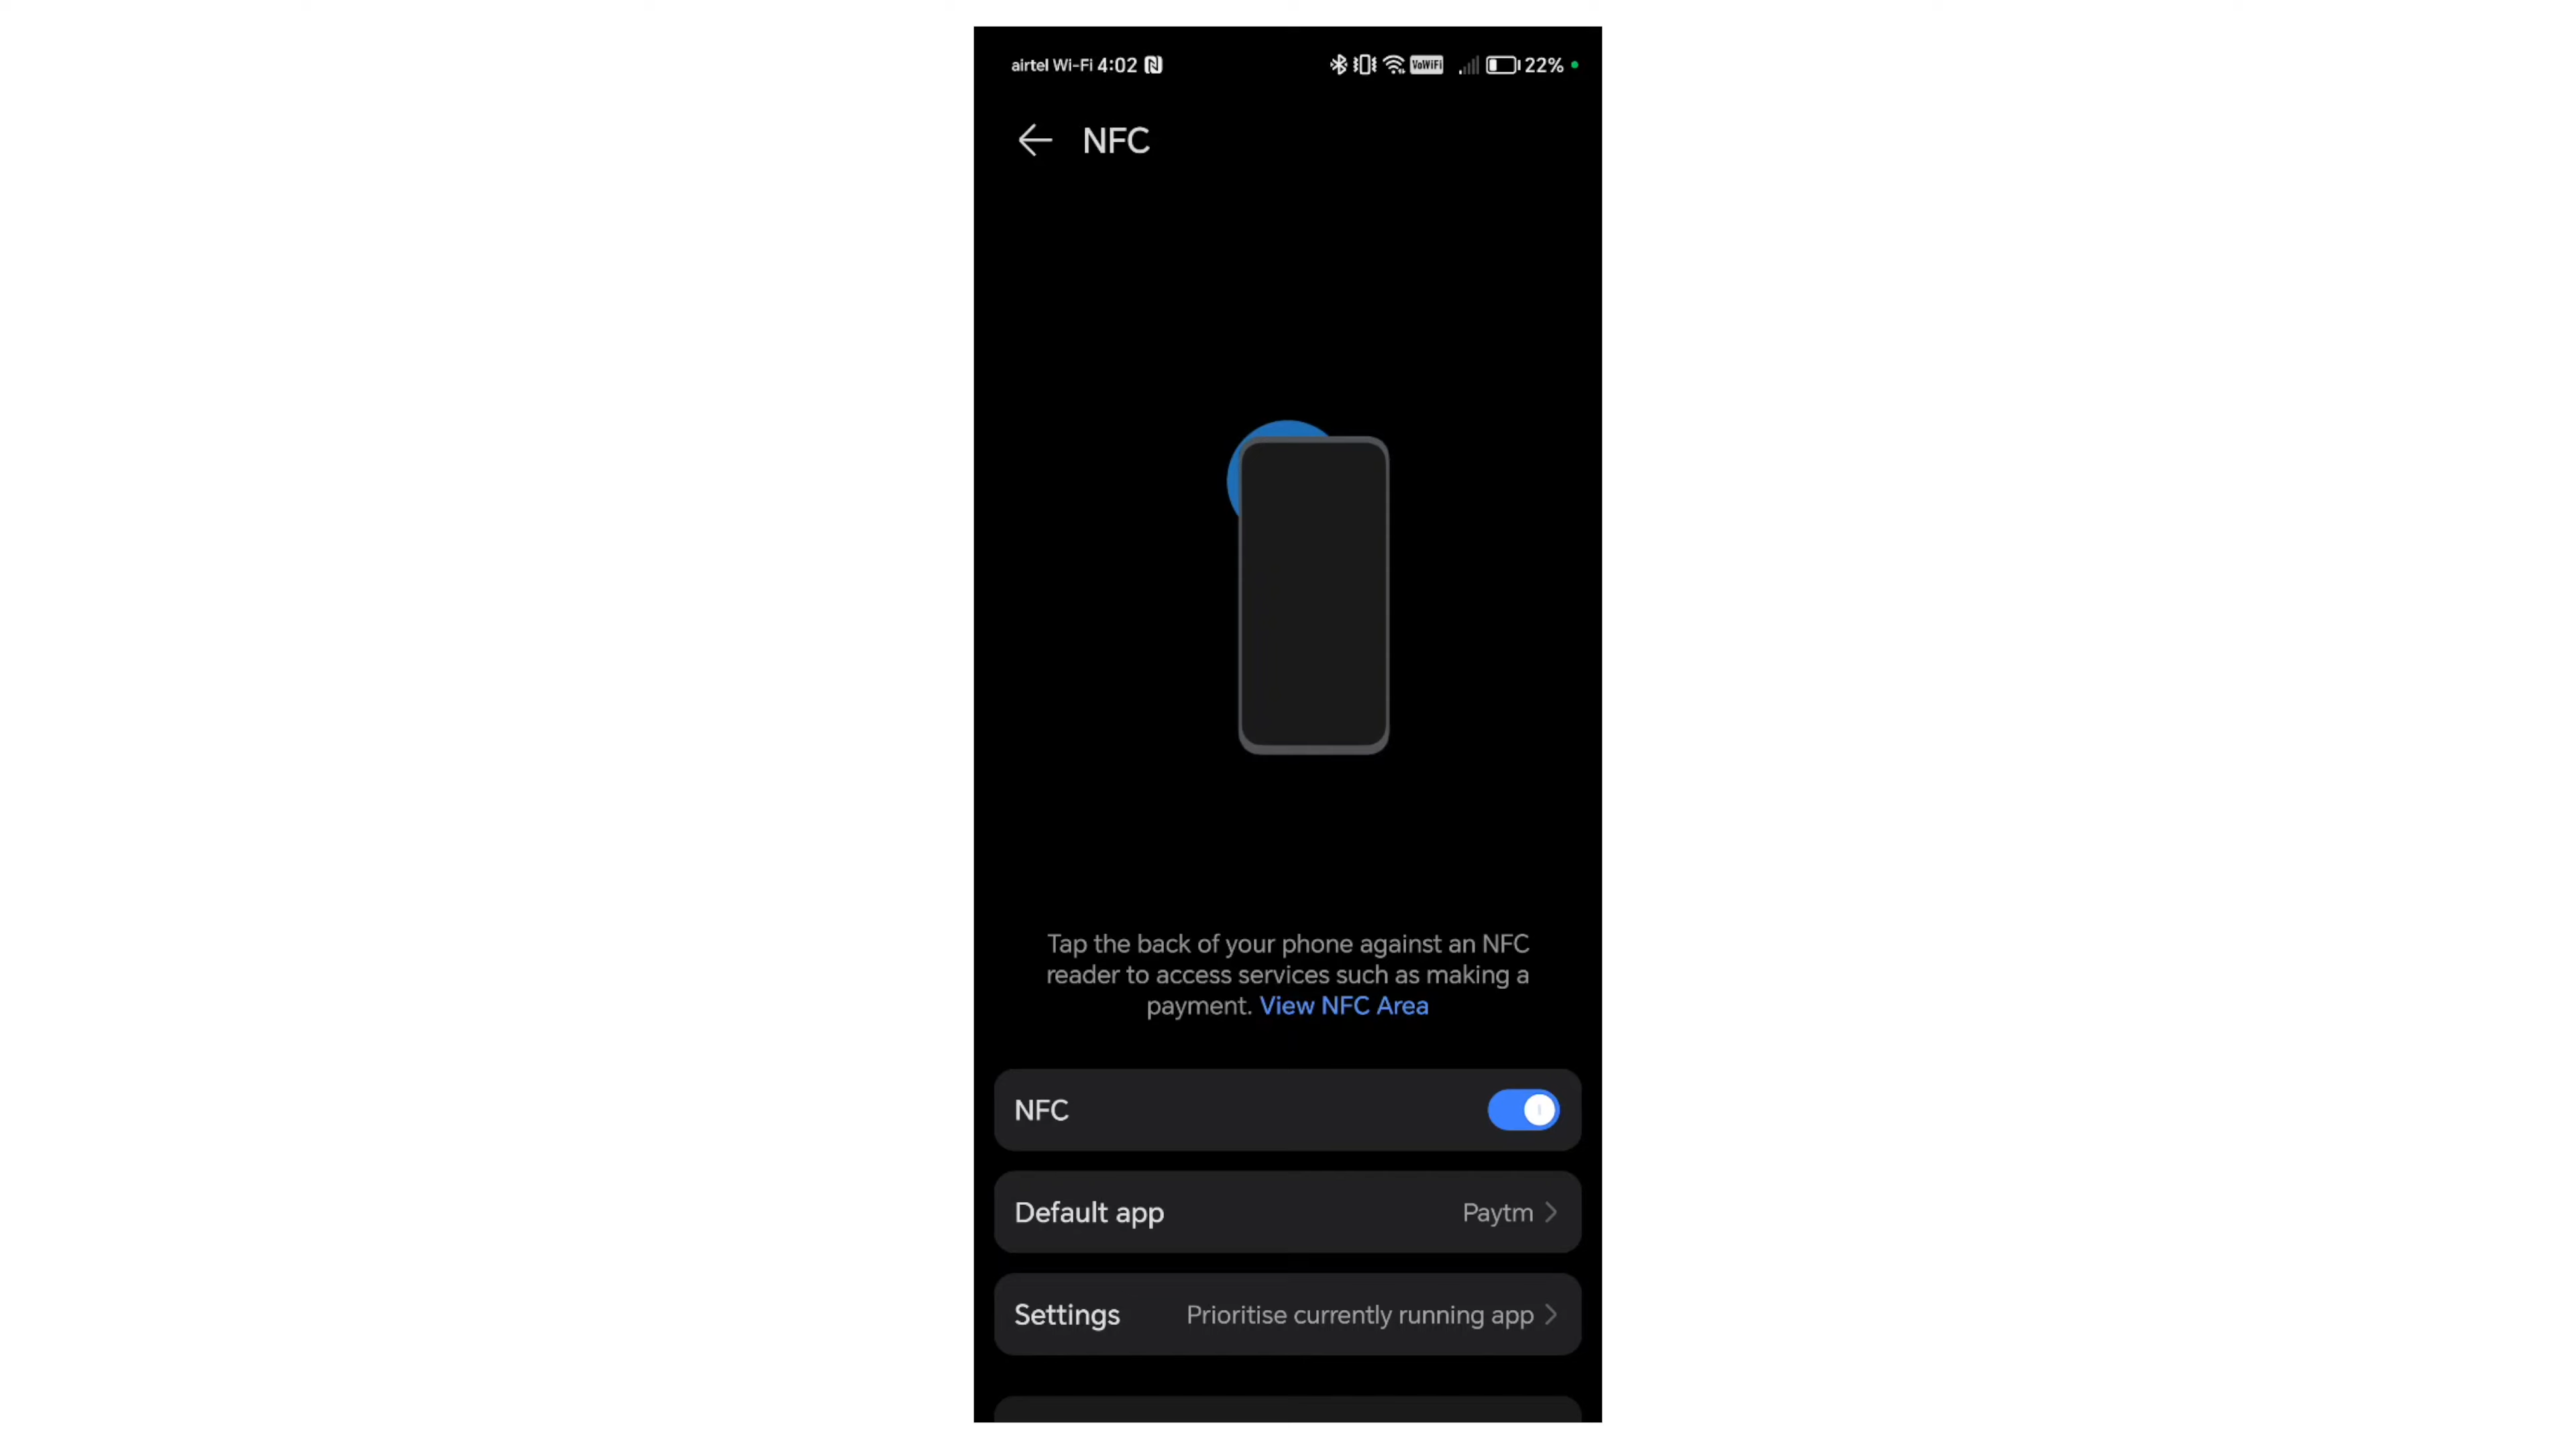 airtel Wi-Fi 4:02 VoWiFi 22%
NFC
Tap the back of your phone against an NFC
reader to access services such as making a
payment. View NFC Area
NFC
Default app Paytm
Settings Prioritise currently running app